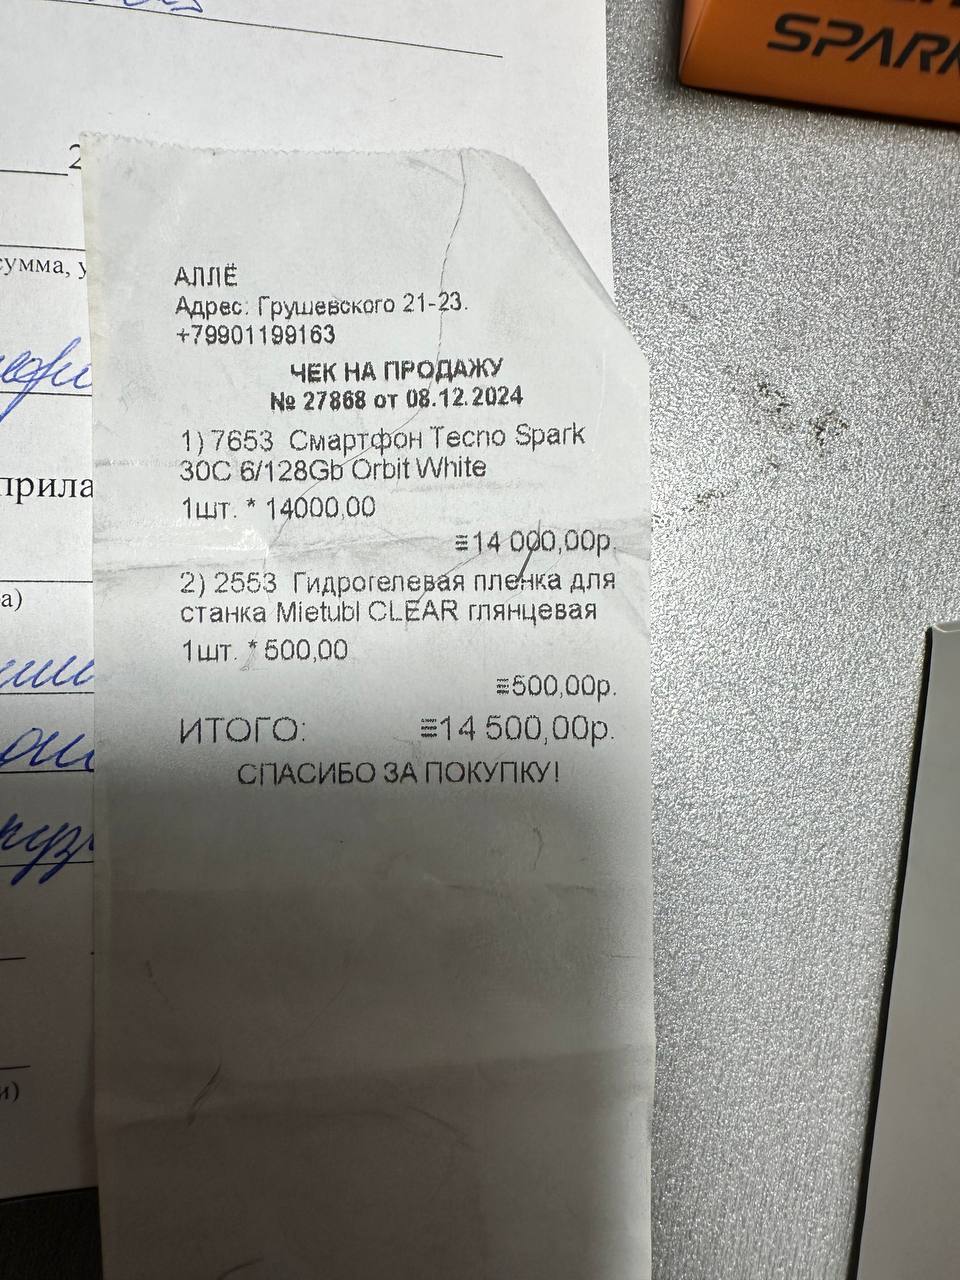 SPARK
2
сумма, у
АЛЛЁ
Адрес: Грушевского 21-23.
+79901199163
ЧЕК НА ПРОДАЖУ
№ 27868 от 08.12.2024
1) 7653 Смартфон Tecno Spark
30C 6/128Gb Orbit White
1шт. * 14000,00
≡14 000,00р.
прила
2) 2553 Гидрогелевая пленка для
станка Mietubl CLEAR глянцевая
1шт. * 500,00
≡500,00р.
а)
ИТОГО: ≡14 500,00р.
СПАСИБО ЗА ПОКУПКУ!
и)